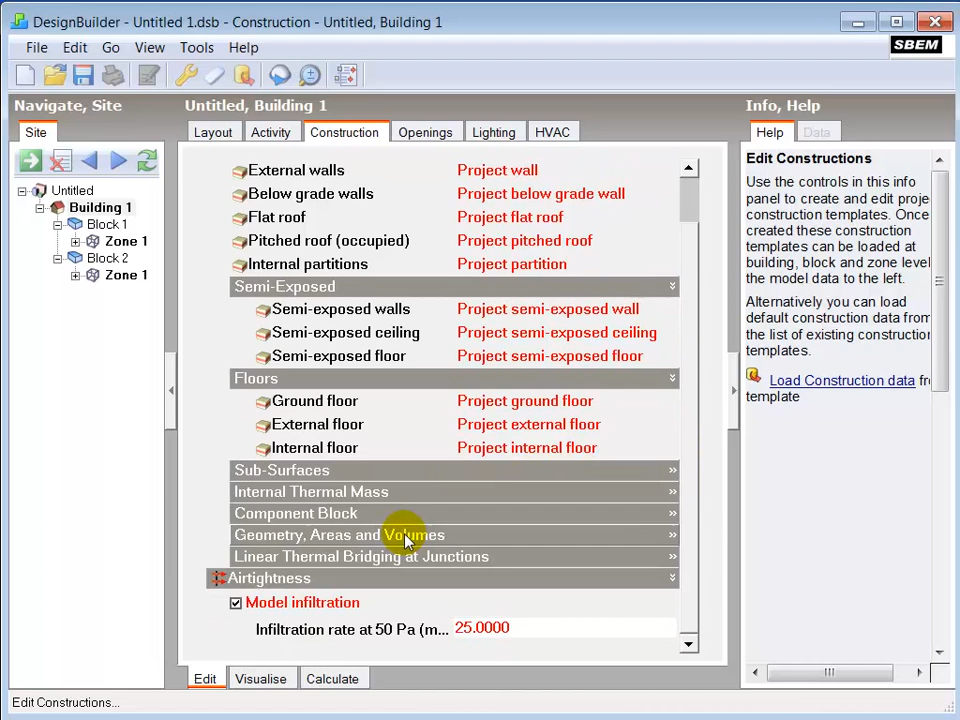 DesignBuilder - Untitled 1.dsb - Construction - Untitled, Building 1
File Edit Go View Tools Help
SBEM
Navigate, Site
Site
Untitled
Building 1
Block 1
Zone 1
Block 2
Zone 1
Untitled, Building 1
Layout Activity Construction Openings Lighting HVAC
External walls Project wall
Below grade walls Project below grade wall
Flat roof Project flat roof
Pitched roof (occupied) Project pitched roof
Internal partitions Project partition
Semi-Exposed
Semi-exposed walls Project semi-exposed wall
Semi-exposed ceiling Project semi-exposed ceiling
Semi-exposed floor Project semi-exposed floor
Floors
Ground floor Project ground floor
External floor Project external floor
Internal floor Project internal floor
Sub-Surfaces
Internal Thermal Mass
Component Block
Geometry, Areas and Volumes
Linear Thermal Bridging at Junctions
Airtightness
Model infiltration
Infiltration rate at 50 Pa (m... 25.0000
Edit Visualise Calculate
Info, Help
Help Data
Edit Constructions
Use the controls in this info
panel to create and edit proje
construction templates. Once
created these construction
templates can be loaded at
building, block and zone level
the model data to the left.
Alternatively you can load
default construction data from
the list of existing construction
templates.
Load Construction data fr
template
Edit Constructions...